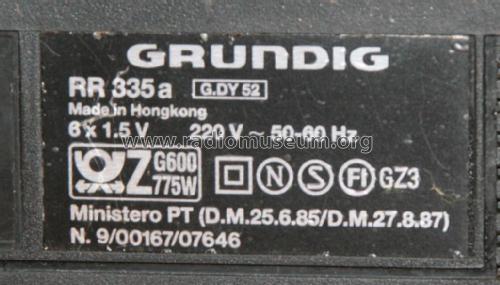 GRUNDIG
RR 335 a G.DY 52
Made in Hongkong
6 x 1.5 V 220 V ~ 50-60 Hz
www.radiomuseum.org
Z G600 775W N S FI GZ3
Ministero PT (D.M.25.6.85/D.M.27.8.87)
N. 9/00167/07646